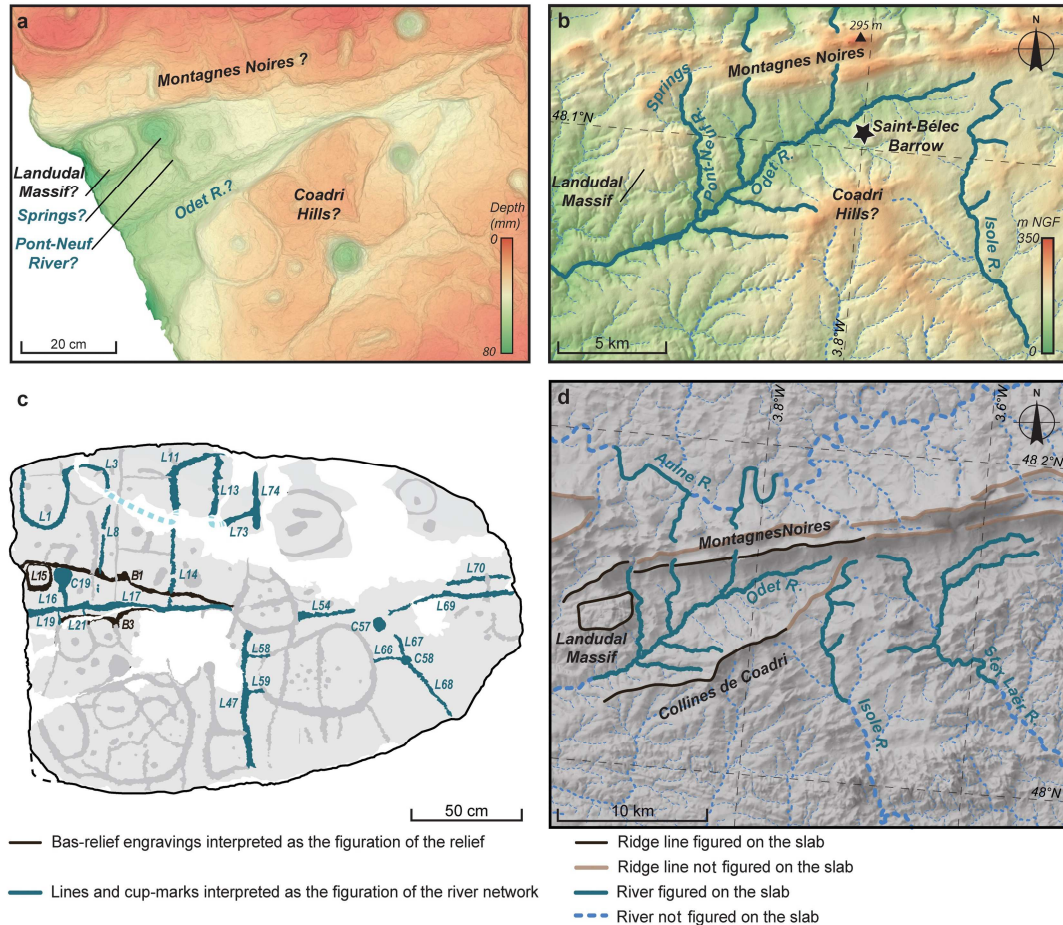 a
Montagnes Noires ?
Landudal
Massif?
Springs?
Pont-Neuf
River?
Odet R.?
Coadri
Hills?
Depth
(mm)
0
80
20 cm
b
295 m
N
Montagnes Noires
Springs
48.1°N
Pont-Neuf R.
Odet R.
Saint-Bélec
Barrow
Landudal
Massif
Coadri
Hills?
Isole R.
m NGF
350
0
3.8°W
5 km
c
L3
L11
L13
L74
L1
L8
L73
L15
C19
B1
L14
L16
L17
L70
L54
L69
L19
L21
B3
C57
L58
L67
L66
C58
L59
L47
L68
50 cm
d
3.8°W
3.6°W
N
48 2°N
Aulne R.
MontagnesNoires
Odet R.
Landudal
Massif
Collines de Coadri
Isole R.
Ster Laër R.
48°N
10 km
Bas-relief engravings interpreted as the figuration of the relief
Lines and cup-marks interpreted as the figuration of the river network
Ridge line figured on the slab
Ridge line not figured on the slab
River figured on the slab
River not figured on the slab